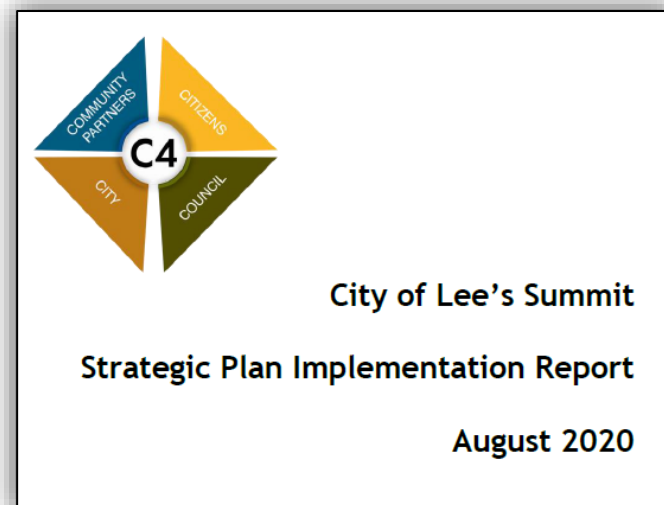 COMMUNITY
PARTNERS
CITIZENS
C4
CITY
COUNCIL
City of Lee’s Summit
Strategic Plan Implementation Report
August 2020